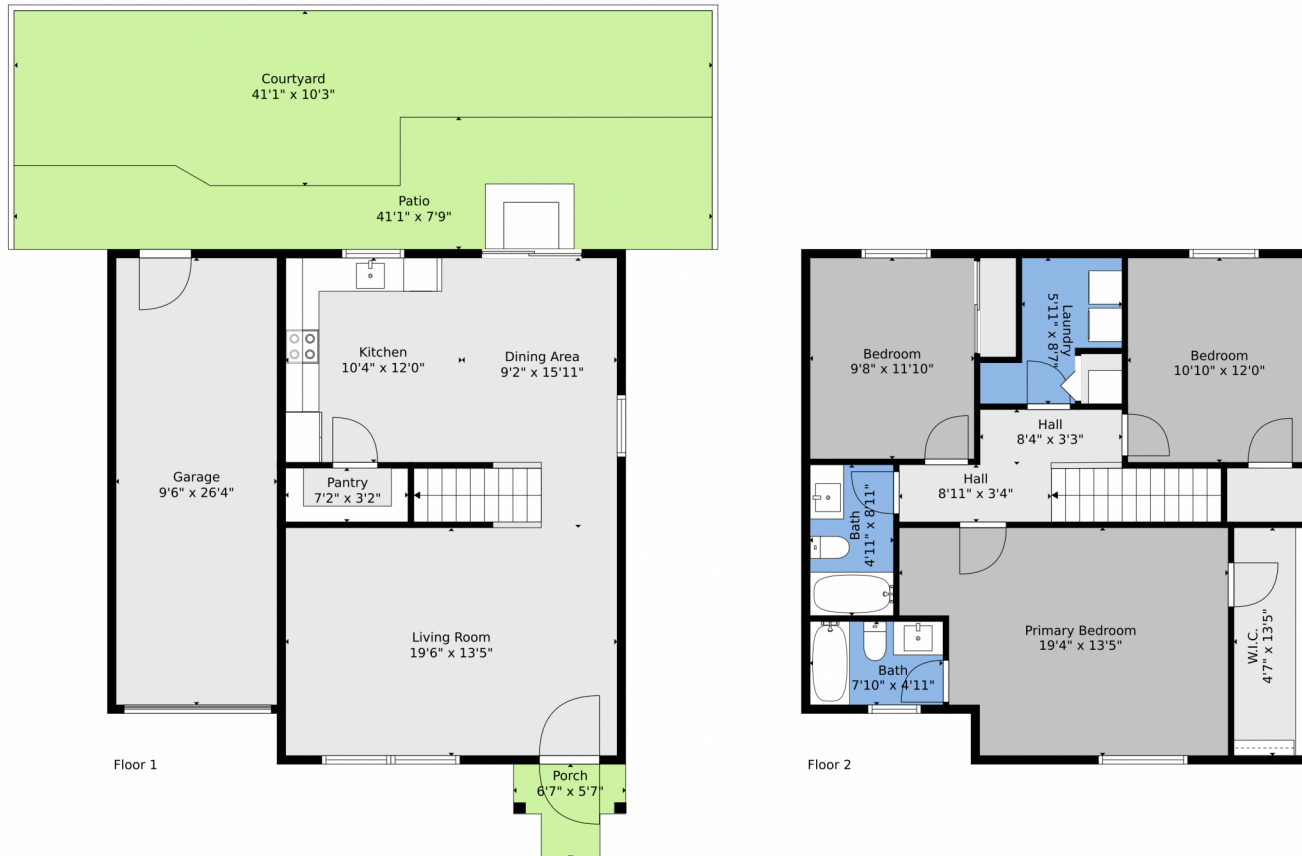 Courtyard
41'1" x 10'3"
Patio
41'1" x 7'9"
Kitchen
10'4" x 12'0"
Dining Area
9'2" x 15'11"
Garage
9'6" x 26'4"
Pantry
7'2" x 3'2"
Living Room
19'6" x 13'5"
Floor 1
Porch
6'7" x 5'7"
Bedroom
9'8" x 11'10"
Laundry
5'11" x 8'7"
Bedroom
10'10" x 12'0"
Hall
8'4" x 3'3"
Hall
8'11" x 3'4"
Bath
4'11" x 8'11"
Primary Bedroom
19'4" x 13'5"
W.I.C.
4'7" x 13'5"
Bath
7'10" x 4'11"
Floor 2